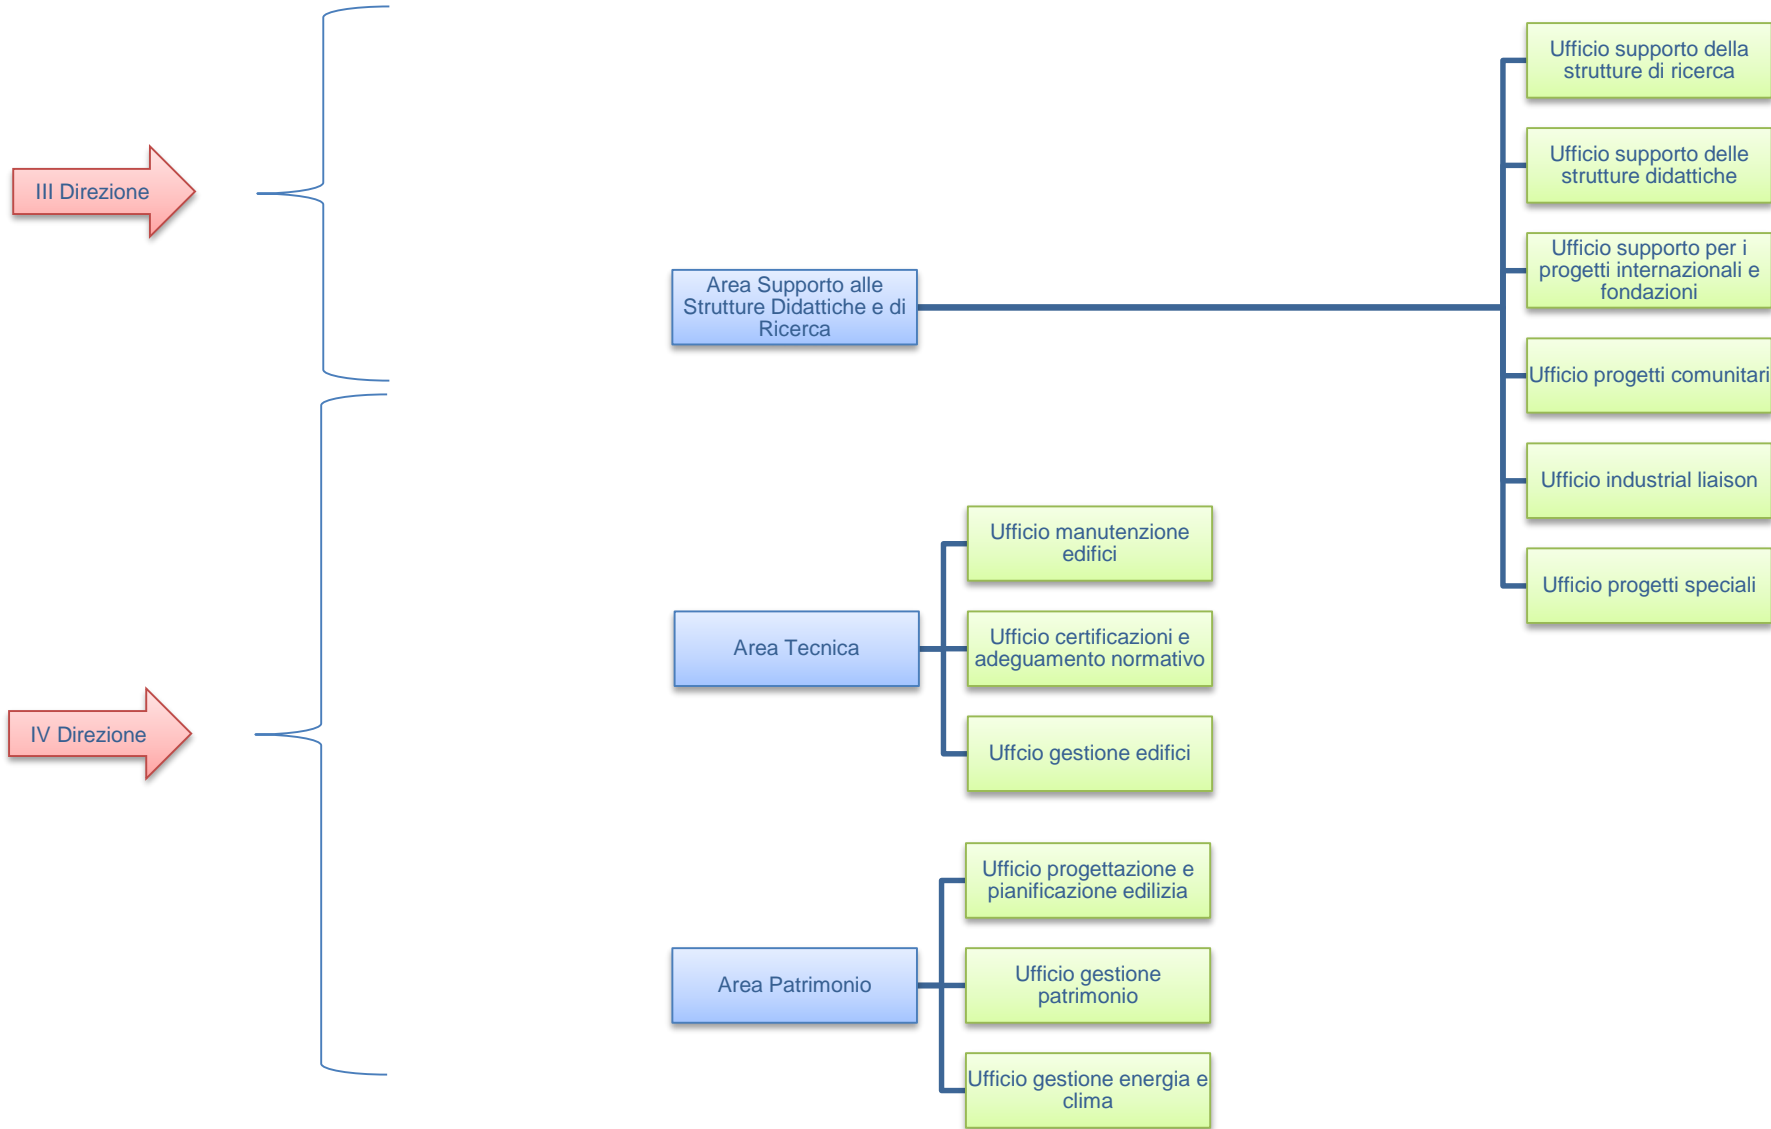 III Direzione
Area Supporto alle
Strutture Didattiche e di
Ricerca
Ufficio supporto della
strutture di ricerca
Ufficio supporto delle
strutture didattiche
Ufficio supporto per i
progetti internazionali e
fondazioni
Ufficio progetti comunitari
Ufficio industrial liaison
Ufficio progetti speciali
IV Direzione
Area Tecnica
Ufficio manutenzione
edifici
Ufficio certificazioni e
adeguamento normativo
Uffcio gestione edifici
Area Patrimonio
Ufficio progettazione e
pianificazione edilizia
Ufficio gestione
patrimonio
Ufficio gestione energia e
clima